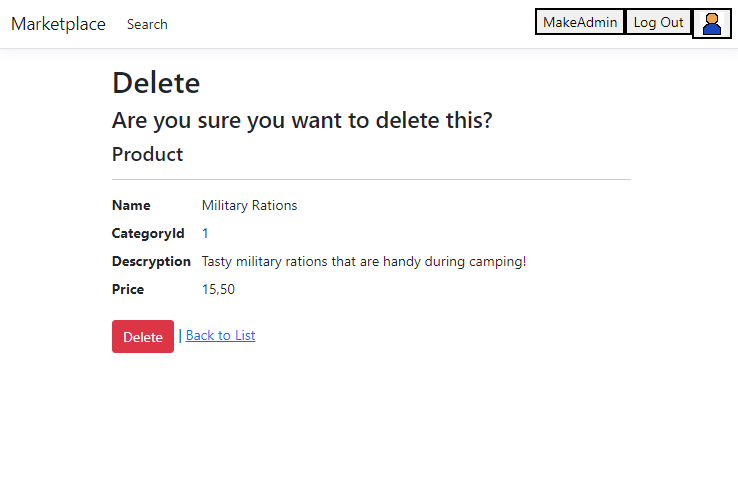 Marketplace Search MakeAdmin Log Out
Delete
Are you sure you want to delete this?
Product
Name Military Rations
CategoryId 1
Descryption Tasty military rations that are handy during camping!
Price 15,50
Delete | Back to List